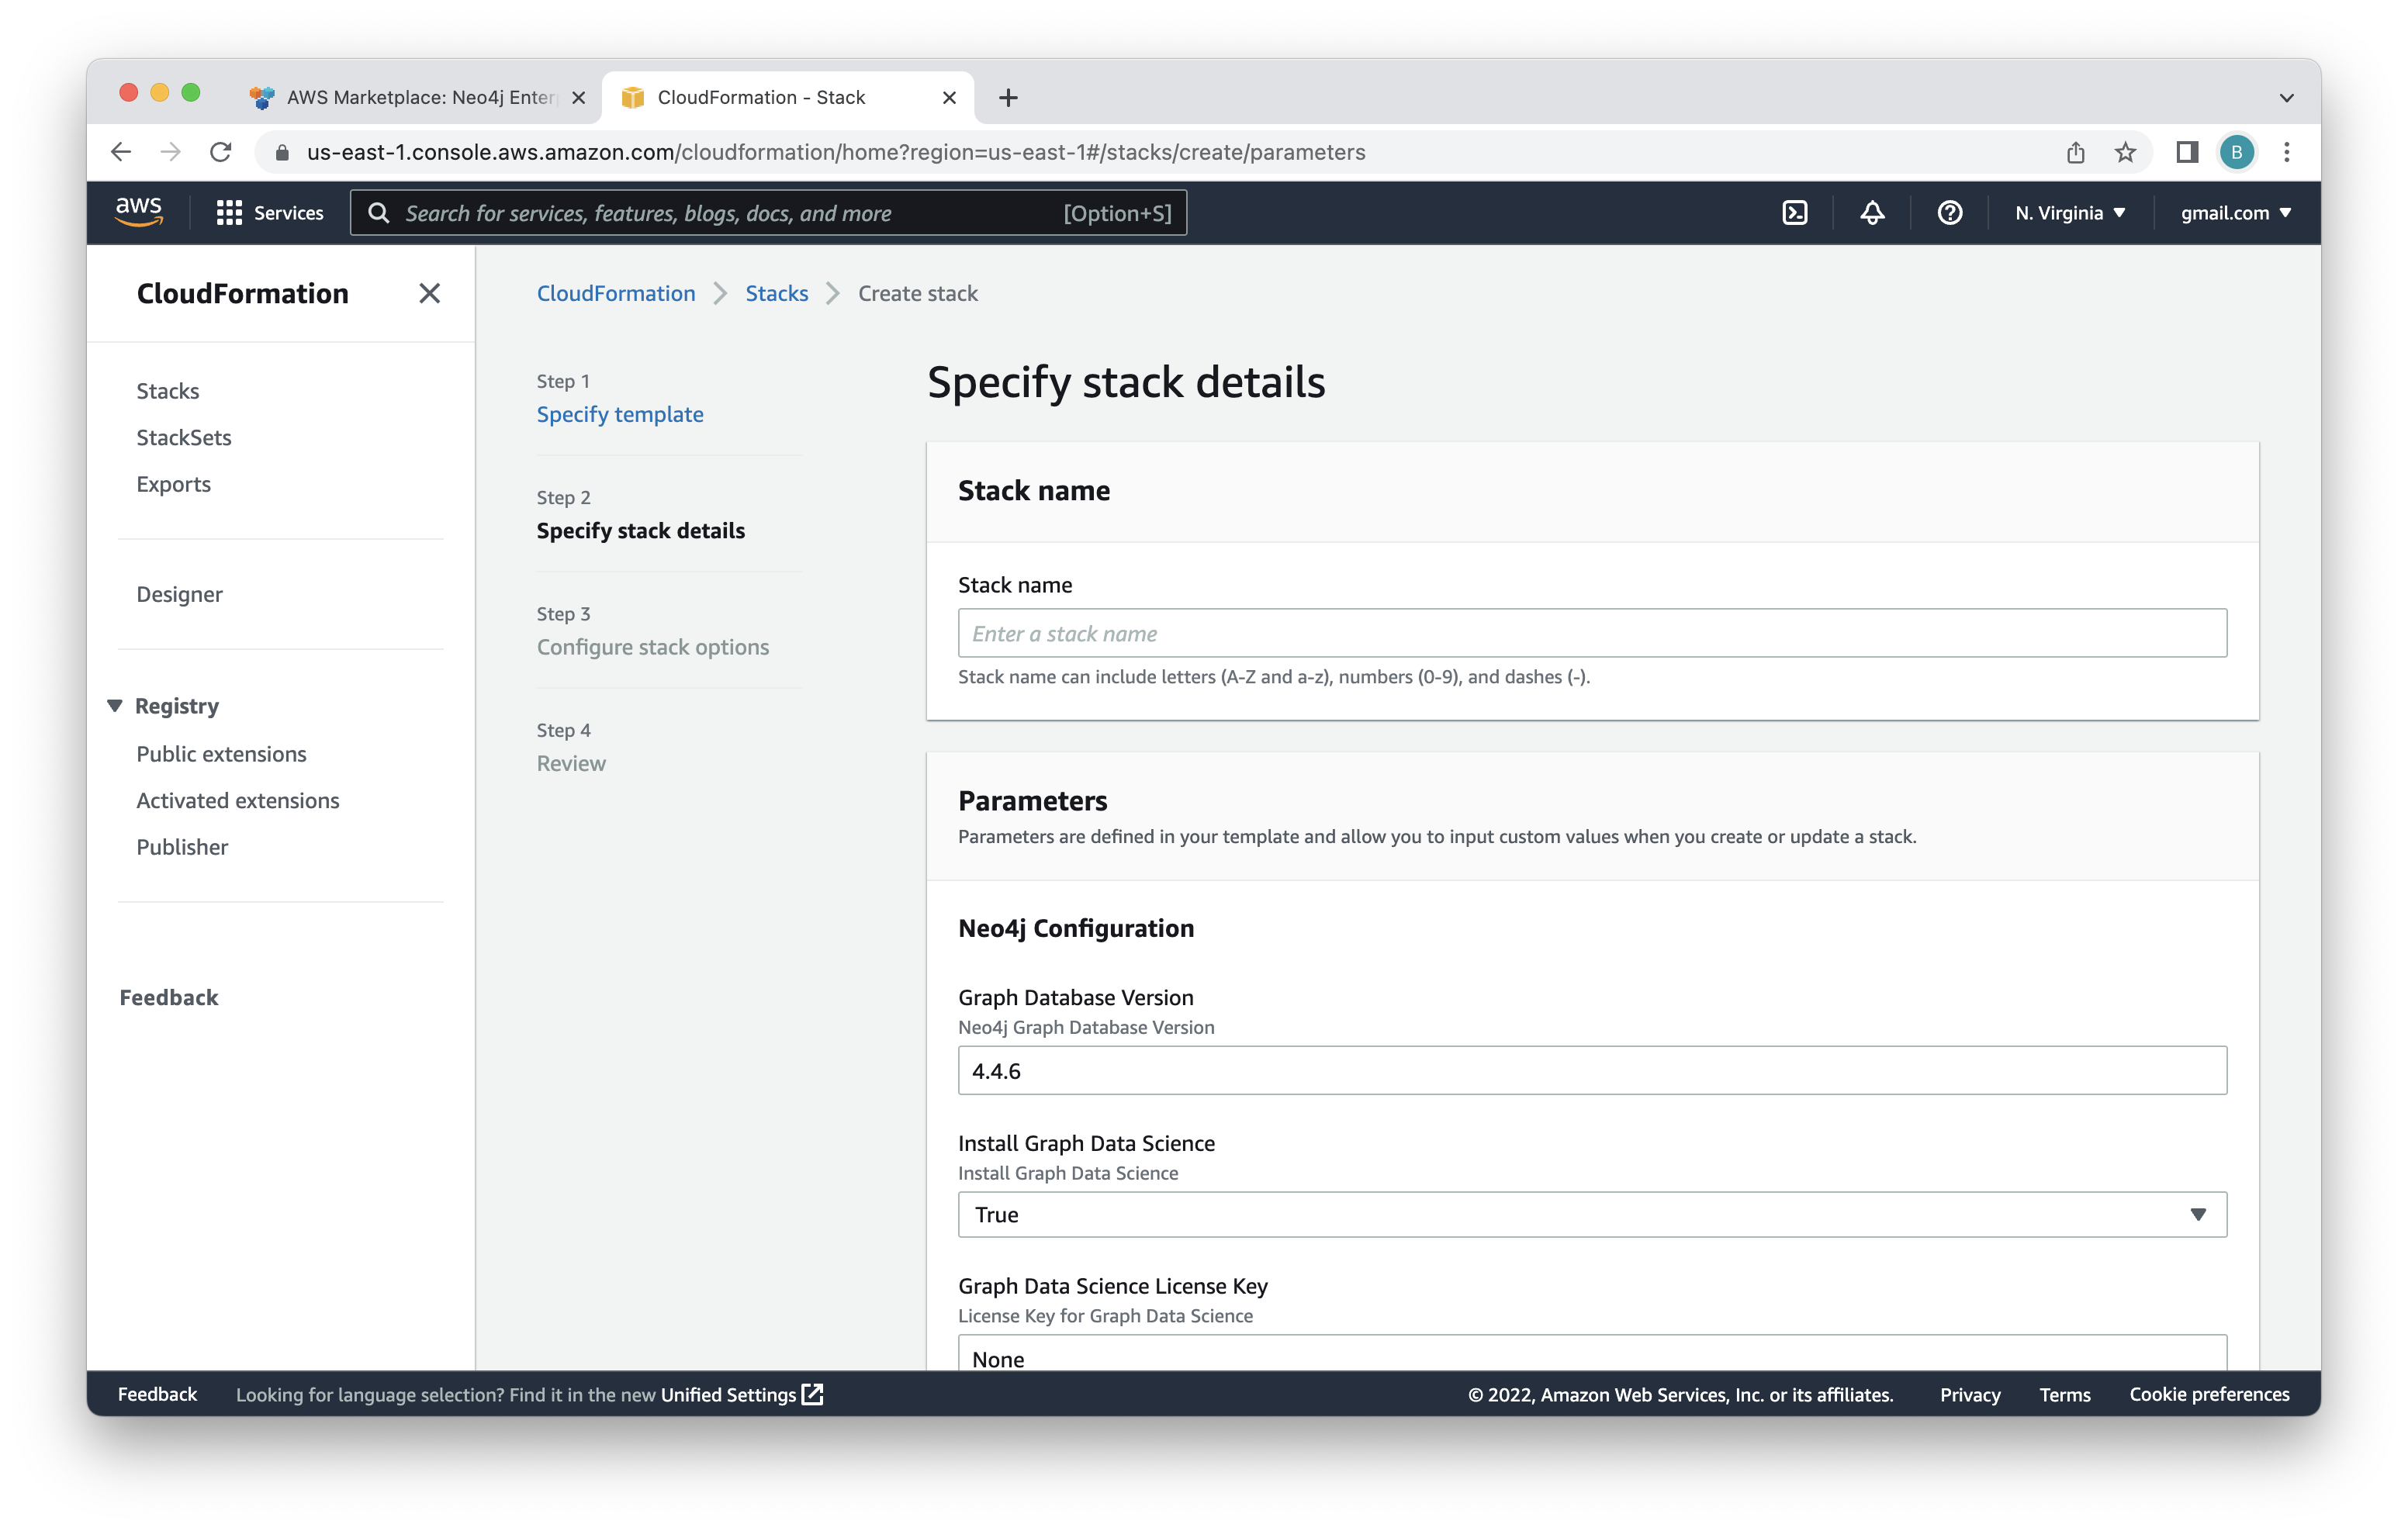 AWS Marketplace: Neo4j Enter
CloudFormation - Stack
us-east-1.console.aws.amazon.com/cloudformation/home?region=us-east-1#/stacks/create/parameters
B
aws
Services
Search for services, features, blogs, docs, and more
[Option+S]
N. Virginia
gmail.com
CloudFormation
Stacks
StackSets
Exports
Designer
Registry
Public extensions
Activated extensions
Publisher
Feedback
CloudFormation
Stacks
Create stack
Step 1
Specify template
Step 2
Specify stack details
Step 3
Configure stack options
Step 4
Review
Specify stack details
Stack name
Stack name
Enter a stack name
Stack name can include letters (A-Z and a-z), numbers (0-9), and dashes (-).
Parameters
Parameters are defined in your template and allow you to input custom values when you create or update a stack.
Neo4j Configuration
Graph Database Version
Neo4j Graph Database Version
4.4.6
Install Graph Data Science
Install Graph Data Science
True
Graph Data Science License Key
License Key for Graph Data Science
None
Feedback
Looking for language selection? Find it in the new Unified Settings
© 2022, Amazon Web Services, Inc. or its affiliates.
Privacy
Terms
Cookie preferences